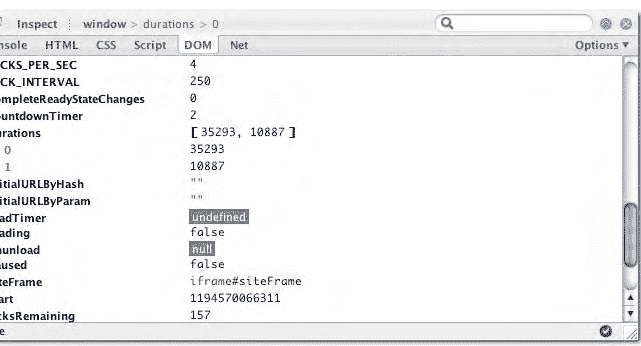 Inspect window > durations > 0
nsole HTML CSS Script DOM Net Options
CKS_PER_SEC 4
CK_INTERVAL 250
ompleteReadyStateChanges 0
ountdownTimer 2
urations [ 35293, 10887 ]
0 35293
1 10887
itialURLByHash ""
itialURLByParam ""
adTimer undefined
ading false
nunload null
aused false
teFrame iframe#siteFrame
art 1194570066311
cksRemaining 157
e